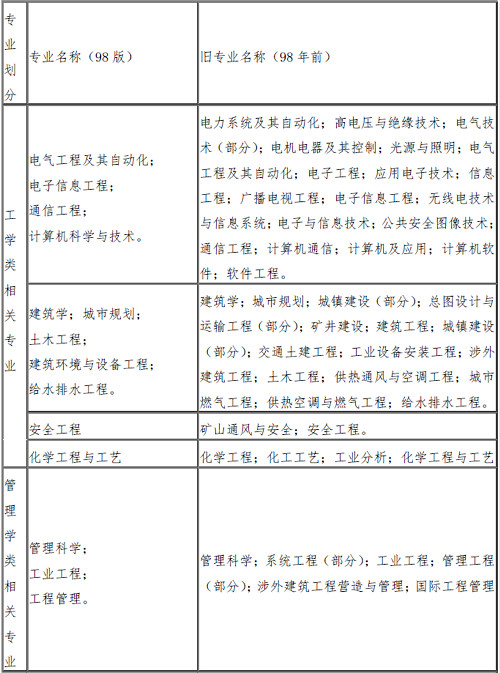 专
业
划
分
专业名称（98 版）
旧专业名称（98 年前）
工
学
类
相
关
专
业
电气工程及其自动化；
电子信息工程；
通信工程；
计算机科学与技术。
电力系统及其自动化；高电压与绝缘技术；电气技
术（部分）；电机电器及其控制；光源与照明；电气
工程及其自动化；电子工程；应用电子技术；信息
工程；广播电视工程；电子信息工程；无线电技术
与信息系统；电子与信息技术；公共安全图像技术；
通信工程；计算机通信；计算机及应用；计算机软
件；软件工程。
建筑学；城市规划；
土木工程；
建筑环境与设备工程；
给水排水工程。
建筑学；城市规划；城镇建设（部分）；总图设计与
运输工程（部分）；矿井建设；建筑工程；城镇建设
（部分）；交通土建工程；工业设备安装工程；涉外
建筑工程；土木工程；供热通风与空调工程；城市
燃气工程；供热空调与燃气工程；给水排水工程。
安全工程
矿山通风与安全；安全工程。
化学工程与工艺
化学工程；化工工艺；工业分析；化学工程与工艺
管
理
学
类
相
关
专
业
管理科学；
工业工程；
工程管理。
管理科学；系统工程（部分）；工业工程；管理工程
（部分）；涉外建筑工程营造与管理；国际工程管理